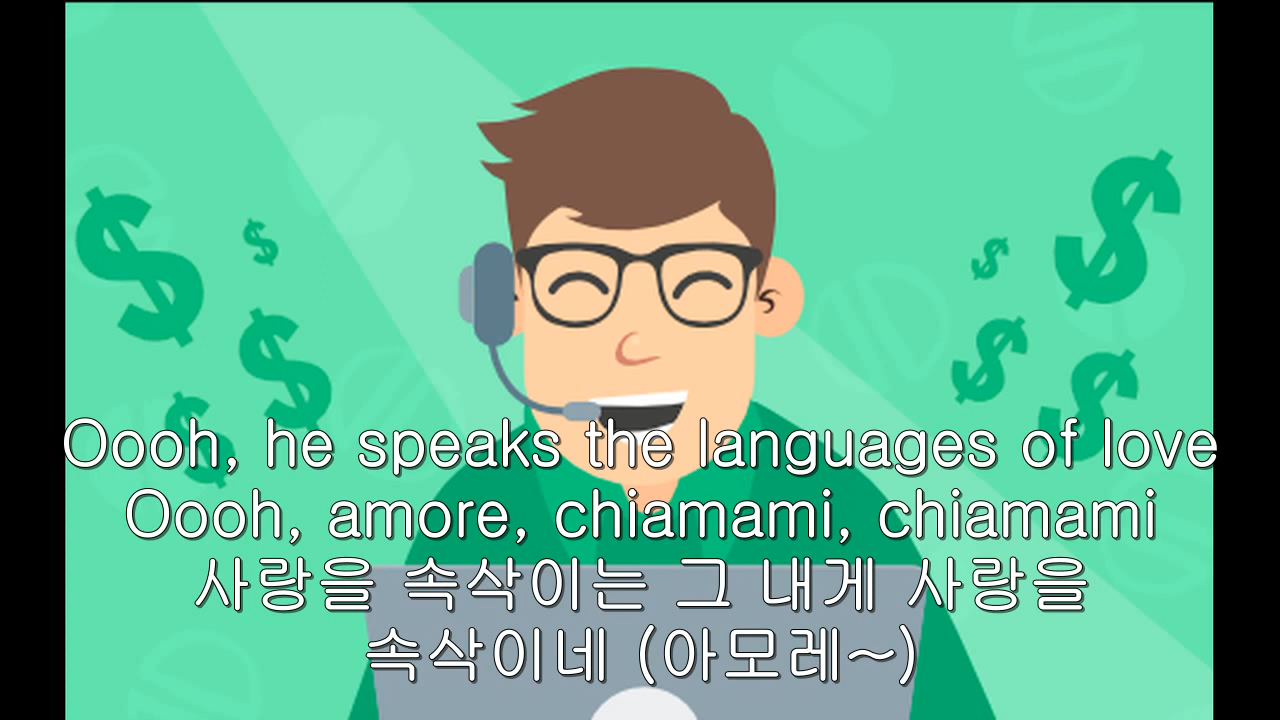 Oooh, he speaks the languages of love
Oooh, amore, chiamami, chiamami
사랑을 속삭이는 그 내게 사랑을
속삭이네 (아모레~)